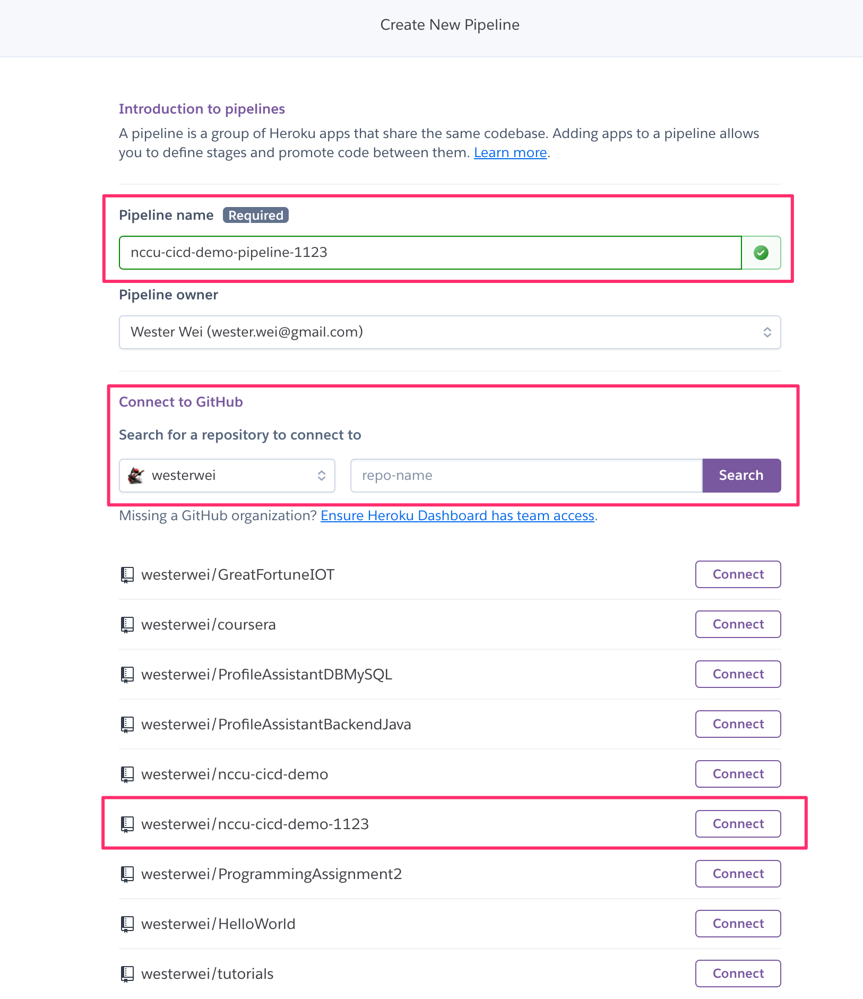 Create New Pipeline
Introduction to pipelines
A pipeline is a group of Heroku apps that share the same codebase. Adding apps to a pipeline allows
you to define stages and promote code between them. Learn more.
Pipeline name Required
nccu-cicd-demo-pipeline-1123
Pipeline owner
Wester Wei (wester.wei@gmail.com)
Connect to GitHub
Search for a repository to connect to
westerwei repo-name Search
Missing a GitHub organization? Ensure Heroku Dashboard has team access.
westerwei/GreatFortuneIOT Connect
westerwei/coursera Connect
westerwei/ProfileAssistantDBMySQL Connect
westerwei/ProfileAssistantBackendJava Connect
westerwei/nccu-cicd-demo Connect
westerwei/nccu-cicd-demo-1123 Connect
westerwei/ProgrammingAssignment2 Connect
westerwei/HelloWorld Connect
westerwei/tutorials Connect